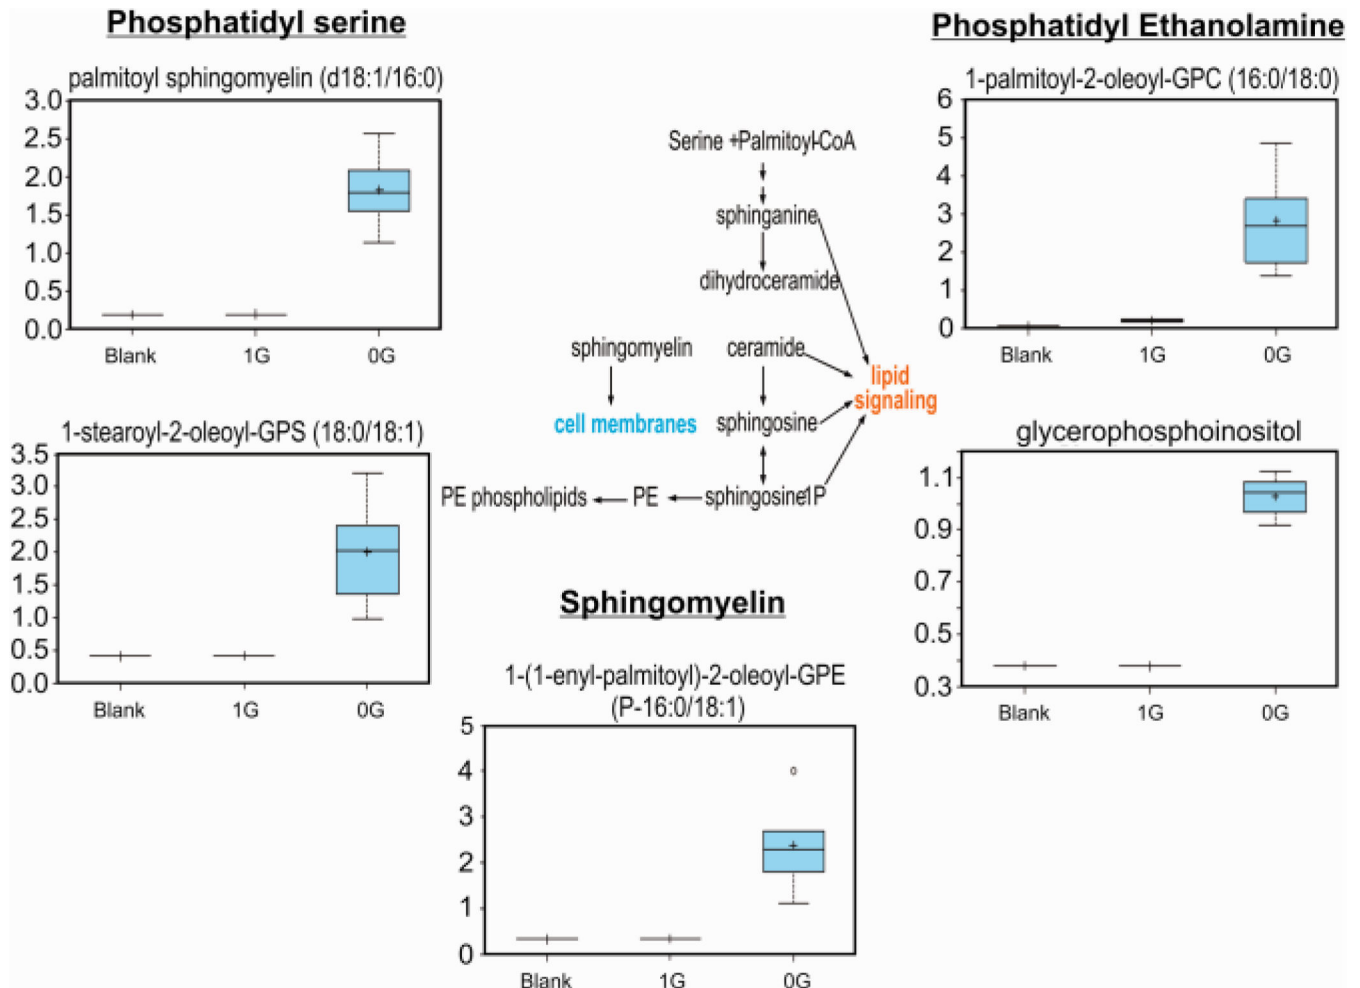 Phosphatidyl serine
palmitoyl sphingomyelin (d18:1/16:0)
3.0
2.5
2.0
1.5
1.0
0.5
0.0
Blank 1G 0G
1-stearoyl-2-oleoyl-GPS (18:0/18:1)
3.5
3.0
2.5
2.0
1.5
1.0
0.5
0.0
Blank 1G 0G
Serine +Palmitoyl-CoA
sphinganine
dihydroceramide
sphingomyelin ceramide
lipid
signaling
cell membranes sphingosine
PE phospholipids PE sphingosine1P
Sphingomyelin
1-(1-enyl-palmitoyl)-2-oleoyl-GPE
(P-16:0/18:1)
5
4
3
2
1
0
Blank 1G 0G
Phosphatidyl Ethanolamine
1-palmitoyl-2-oleoyl-GPC (16:0/18:0)
6
5
4
3
2
1
0
Blank 1G 0G
glycerophosphoinositol
1.1
0.9
0.7
0.5
0.3
Blank 1G 0G